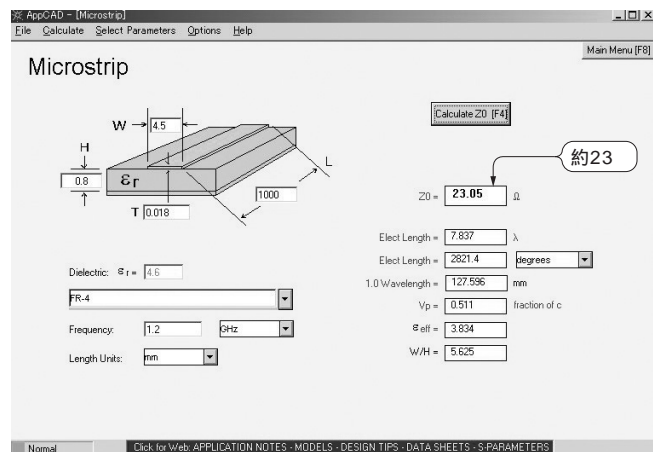 AppCAD - [Microstrip]
File Calculate Select Parameters Options Help
Main Menu [F8]
Microstrip
W 4.5
H
0.8
εr
L
1000
T 0.018
Calculate Z0 [F4]
約23
Z0 = 23.05 Ω
Elect Length = 7.837 λ
Elect Length = 2821.4 degrees
1.0 Wavelength = 127.596 mm
Vp = 0.511 fraction of c
εeff = 3.834
W/H = 5.625
Dielectric: εr = 4.6
FR-4
Frequency: 1.2 GHz
Length Units: mm
Normal
Click for Web: APPLICATION NOTES - MODELS - DESIGN TIPS - DATA SHEETS - S-PARAMETERS